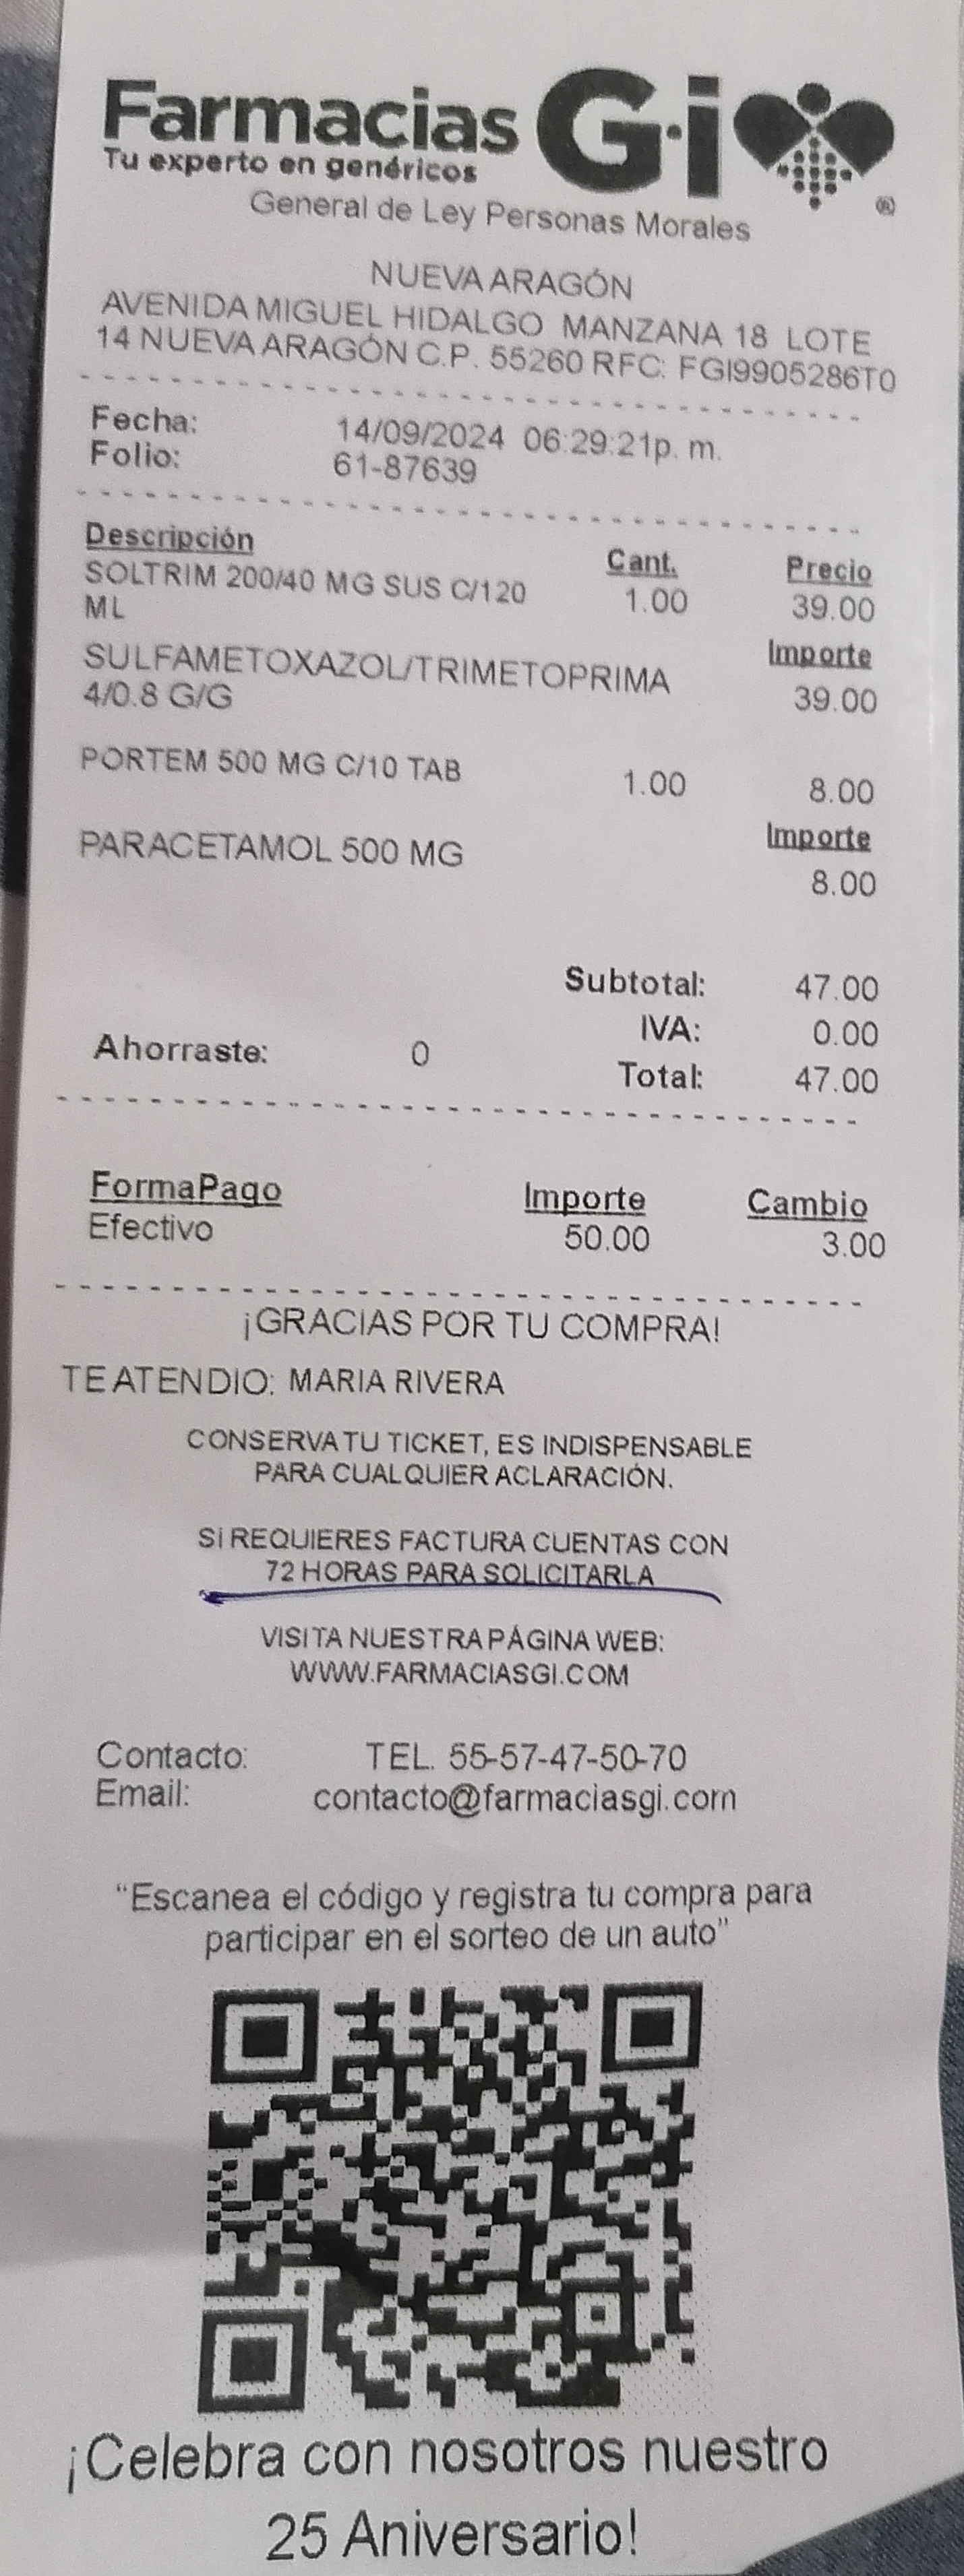 Farmacias G·i ®
Tu experto en genéricos
General de Ley Personas Morales
NUEVA ARAGÓN
AVENIDA MIGUEL HIDALGO MANZANA 18 LOTE
14 NUEVA ARAGÓN C.P. 55260 RFC: FGI9905286T0
Fecha: 14/09/2024 06:29:21p. m.
Folio: 61-87639
Descripción Cant. Precio
SOLTRIM 200/40 MG SUS C/120 1.00 39.00
ML
Importe
SULFAMETOXAZOL/TRIMETOPRIMA 39.00
4/0.8 G/G
PORTEM 500 MG C/10 TAB 1.00 8.00
Importe
PARACETAMOL 500 MG 8.00
Subtotal: 47.00
IVA: 0.00
Ahorraste: 0 Total: 47.00
FormaPago Importe Cambio
Efectivo 50.00 3.00
¡GRACIAS POR TU COMPRA!
TE ATENDIO: MARIA RIVERA
CONSERVA TU TICKET, ES INDISPENSABLE
PARA CUALQUIER ACLARACIÓN.
SI REQUIERES FACTURA CUENTAS CON
72 HORAS PARA SOLICITARLA
VISITA NUESTRA PÁGINA WEB:
WWW.FARMACIASGI.COM
Contacto: TEL. 55-57-47-50-70
Email: contacto@farmaciasgi.com
“Escanea el código y registra tu compra para
participar en el sorteo de un auto”
¡Celebra con nosotros nuestro
25 Aniversario!